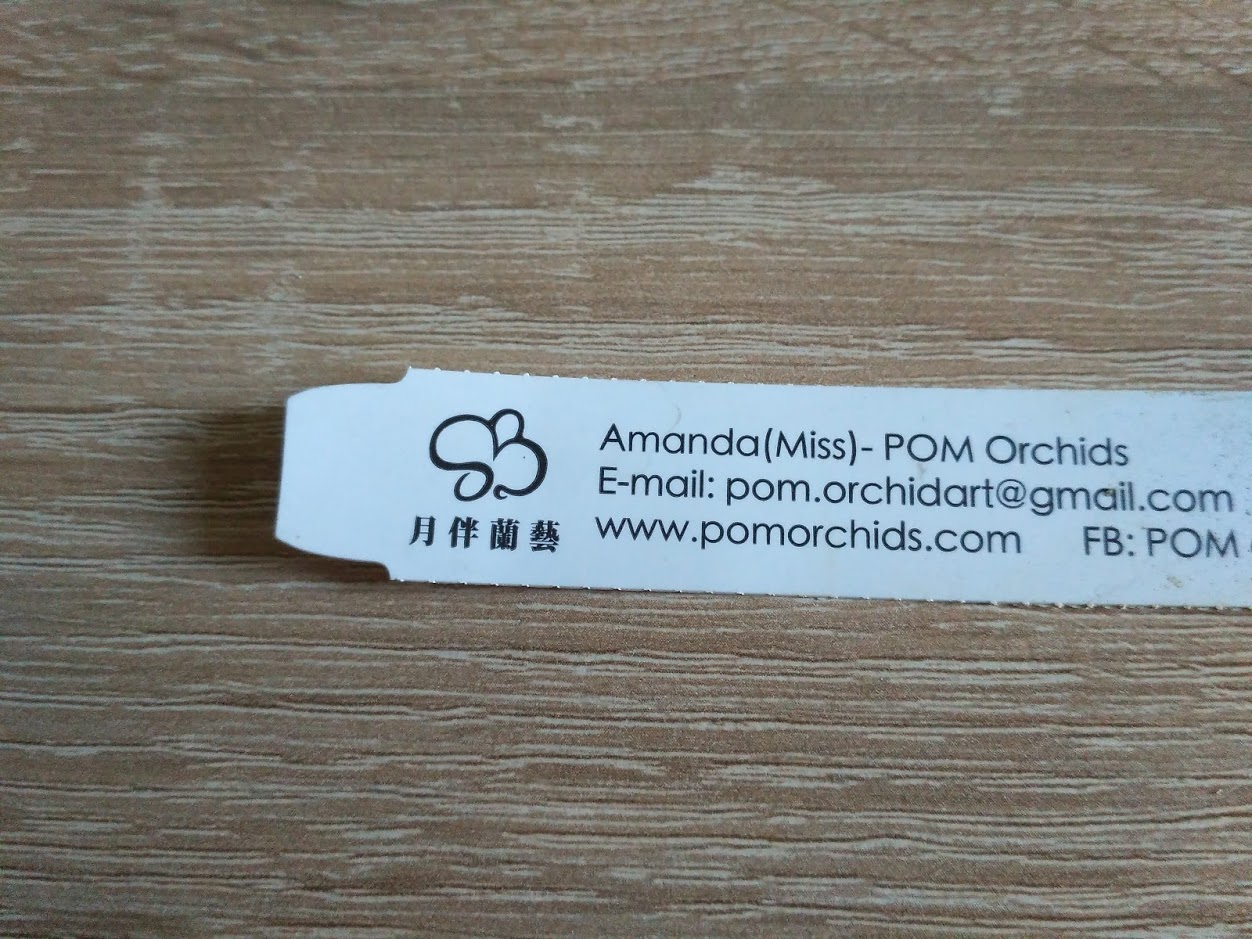 月伴蘭藝
Amanda(Miss)- POM Orchids
E-mail: pom.orchidart@gmail.com
www.pomorchids.com FB: POM